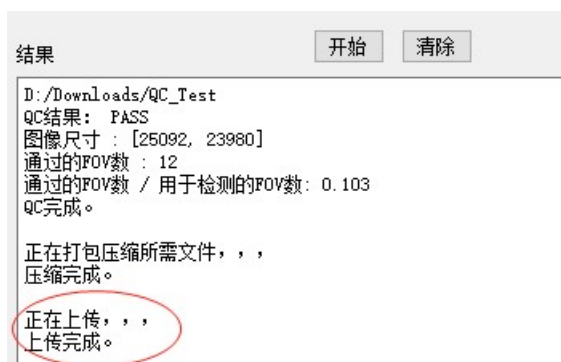 结果 开始 清除
D:/Downloads/QC_Test
QC结果： PASS
图像尺寸 : [25092, 23980]
通过的FOV数 : 12
通过的FOV数 / 用于检测的FOV数: 0.103
QC完成。
正在打包压缩所需文件，，，
压缩完成。
正在上传，，，
上传完成。